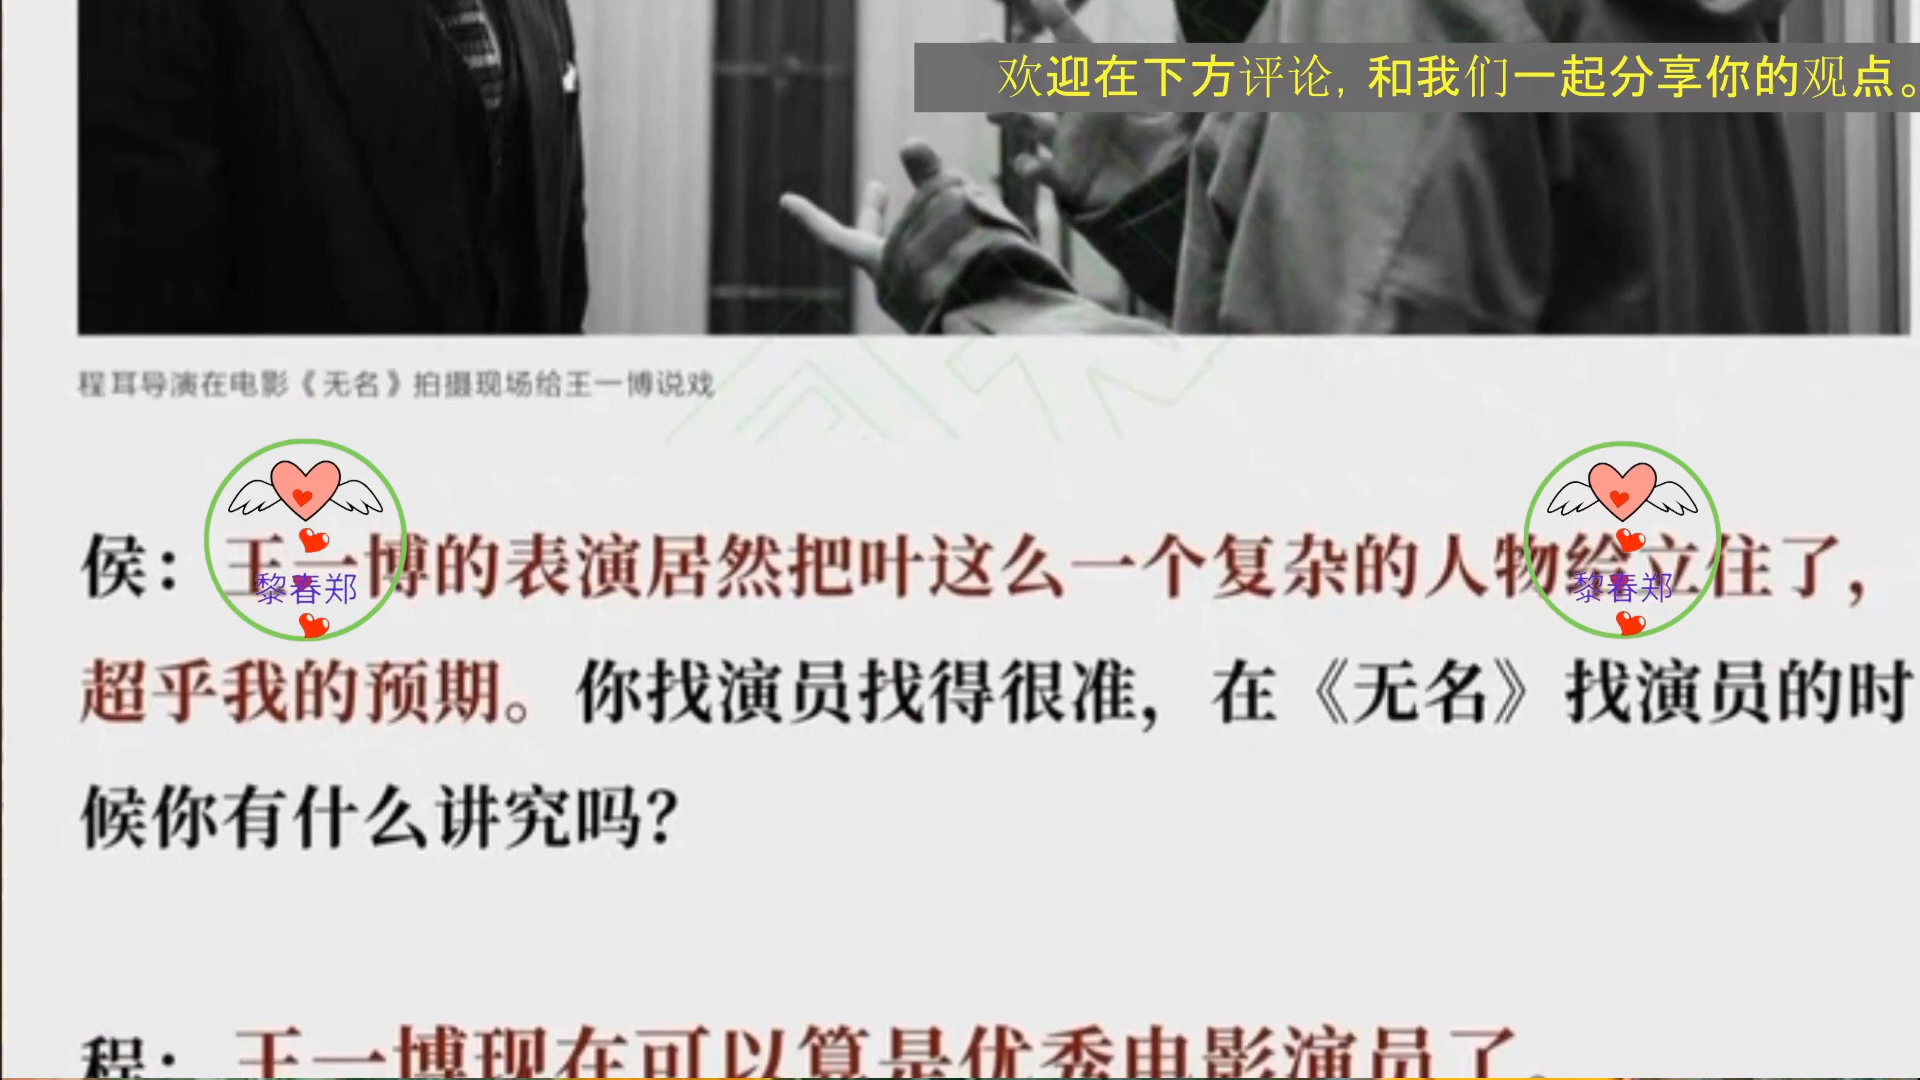 欢迎在下方评论, 和我们一起分享你的观点。
程耳导演在电影《无名》拍摄现场给王一博说戏
侯：王一博的表演居然把叶这么一个复杂的人物给立住了，
黎春郑
黎春郑
超乎我的预期。你找演员找得很准，在《无名》找演员的时
候你有什么讲究吗？
程：王一博现在可以算是优秀电影演员了。